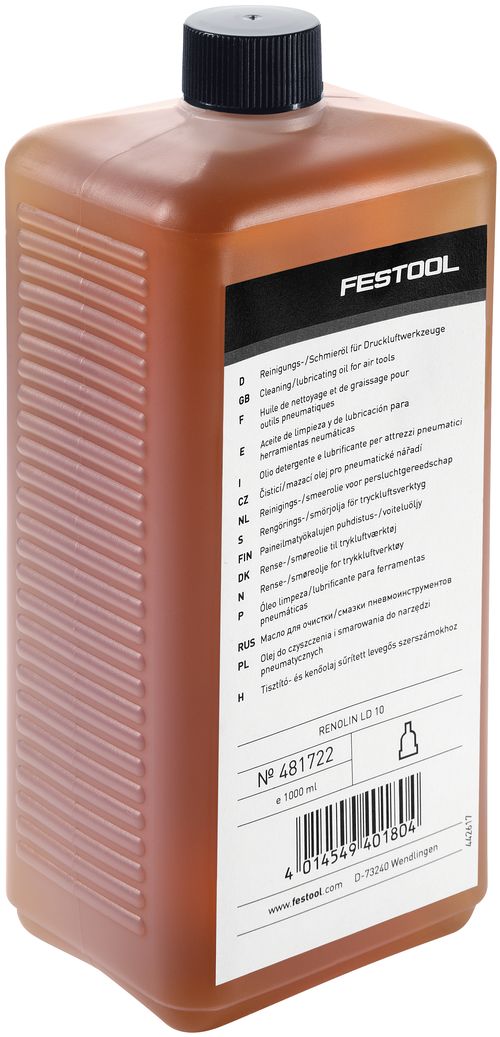 FESTOOL
D Reinigungs-/Schmieröl für Druckluftwerkzeuge
GB Cleaning/lubricating oil for air tools
F Huile de nettoyage et de graissage pour
outils pneumatiques
E Aceite de limpieza y de lubricación para
herramientas neumáticas
I Olio detergente e lubrificante per attrezzi pneumatici
CZ Čisticí/mazací olej pro pneumatické nářadí
NL Reinigings-/smeerolie voor persluchtgereedschap
S Rengörings-/smörjolja för tryckluftsverktyg
FIN Paineilmatyökalujen puhdistus-/voiteluöljy
DK Rense-/smøreolie til trykluftværktøj
N Rense-/smøreolje for trykkluftverktøy
P Óleo limpeza/lubrificante para ferramentas
pneumáticas
RUS Масло для очистки/смазки пневмоинструментов
PL Olej do czyszczenia i smarowania do narzędzi
pneumatycznych
H Tisztító- és kenőolaj sűrített levegős szerszámokhoz
RENOLIN LD 10
Nº 481722
e 1000 ml
4 014549 401804
www.festool.com D-73240 Wendlingen
442617